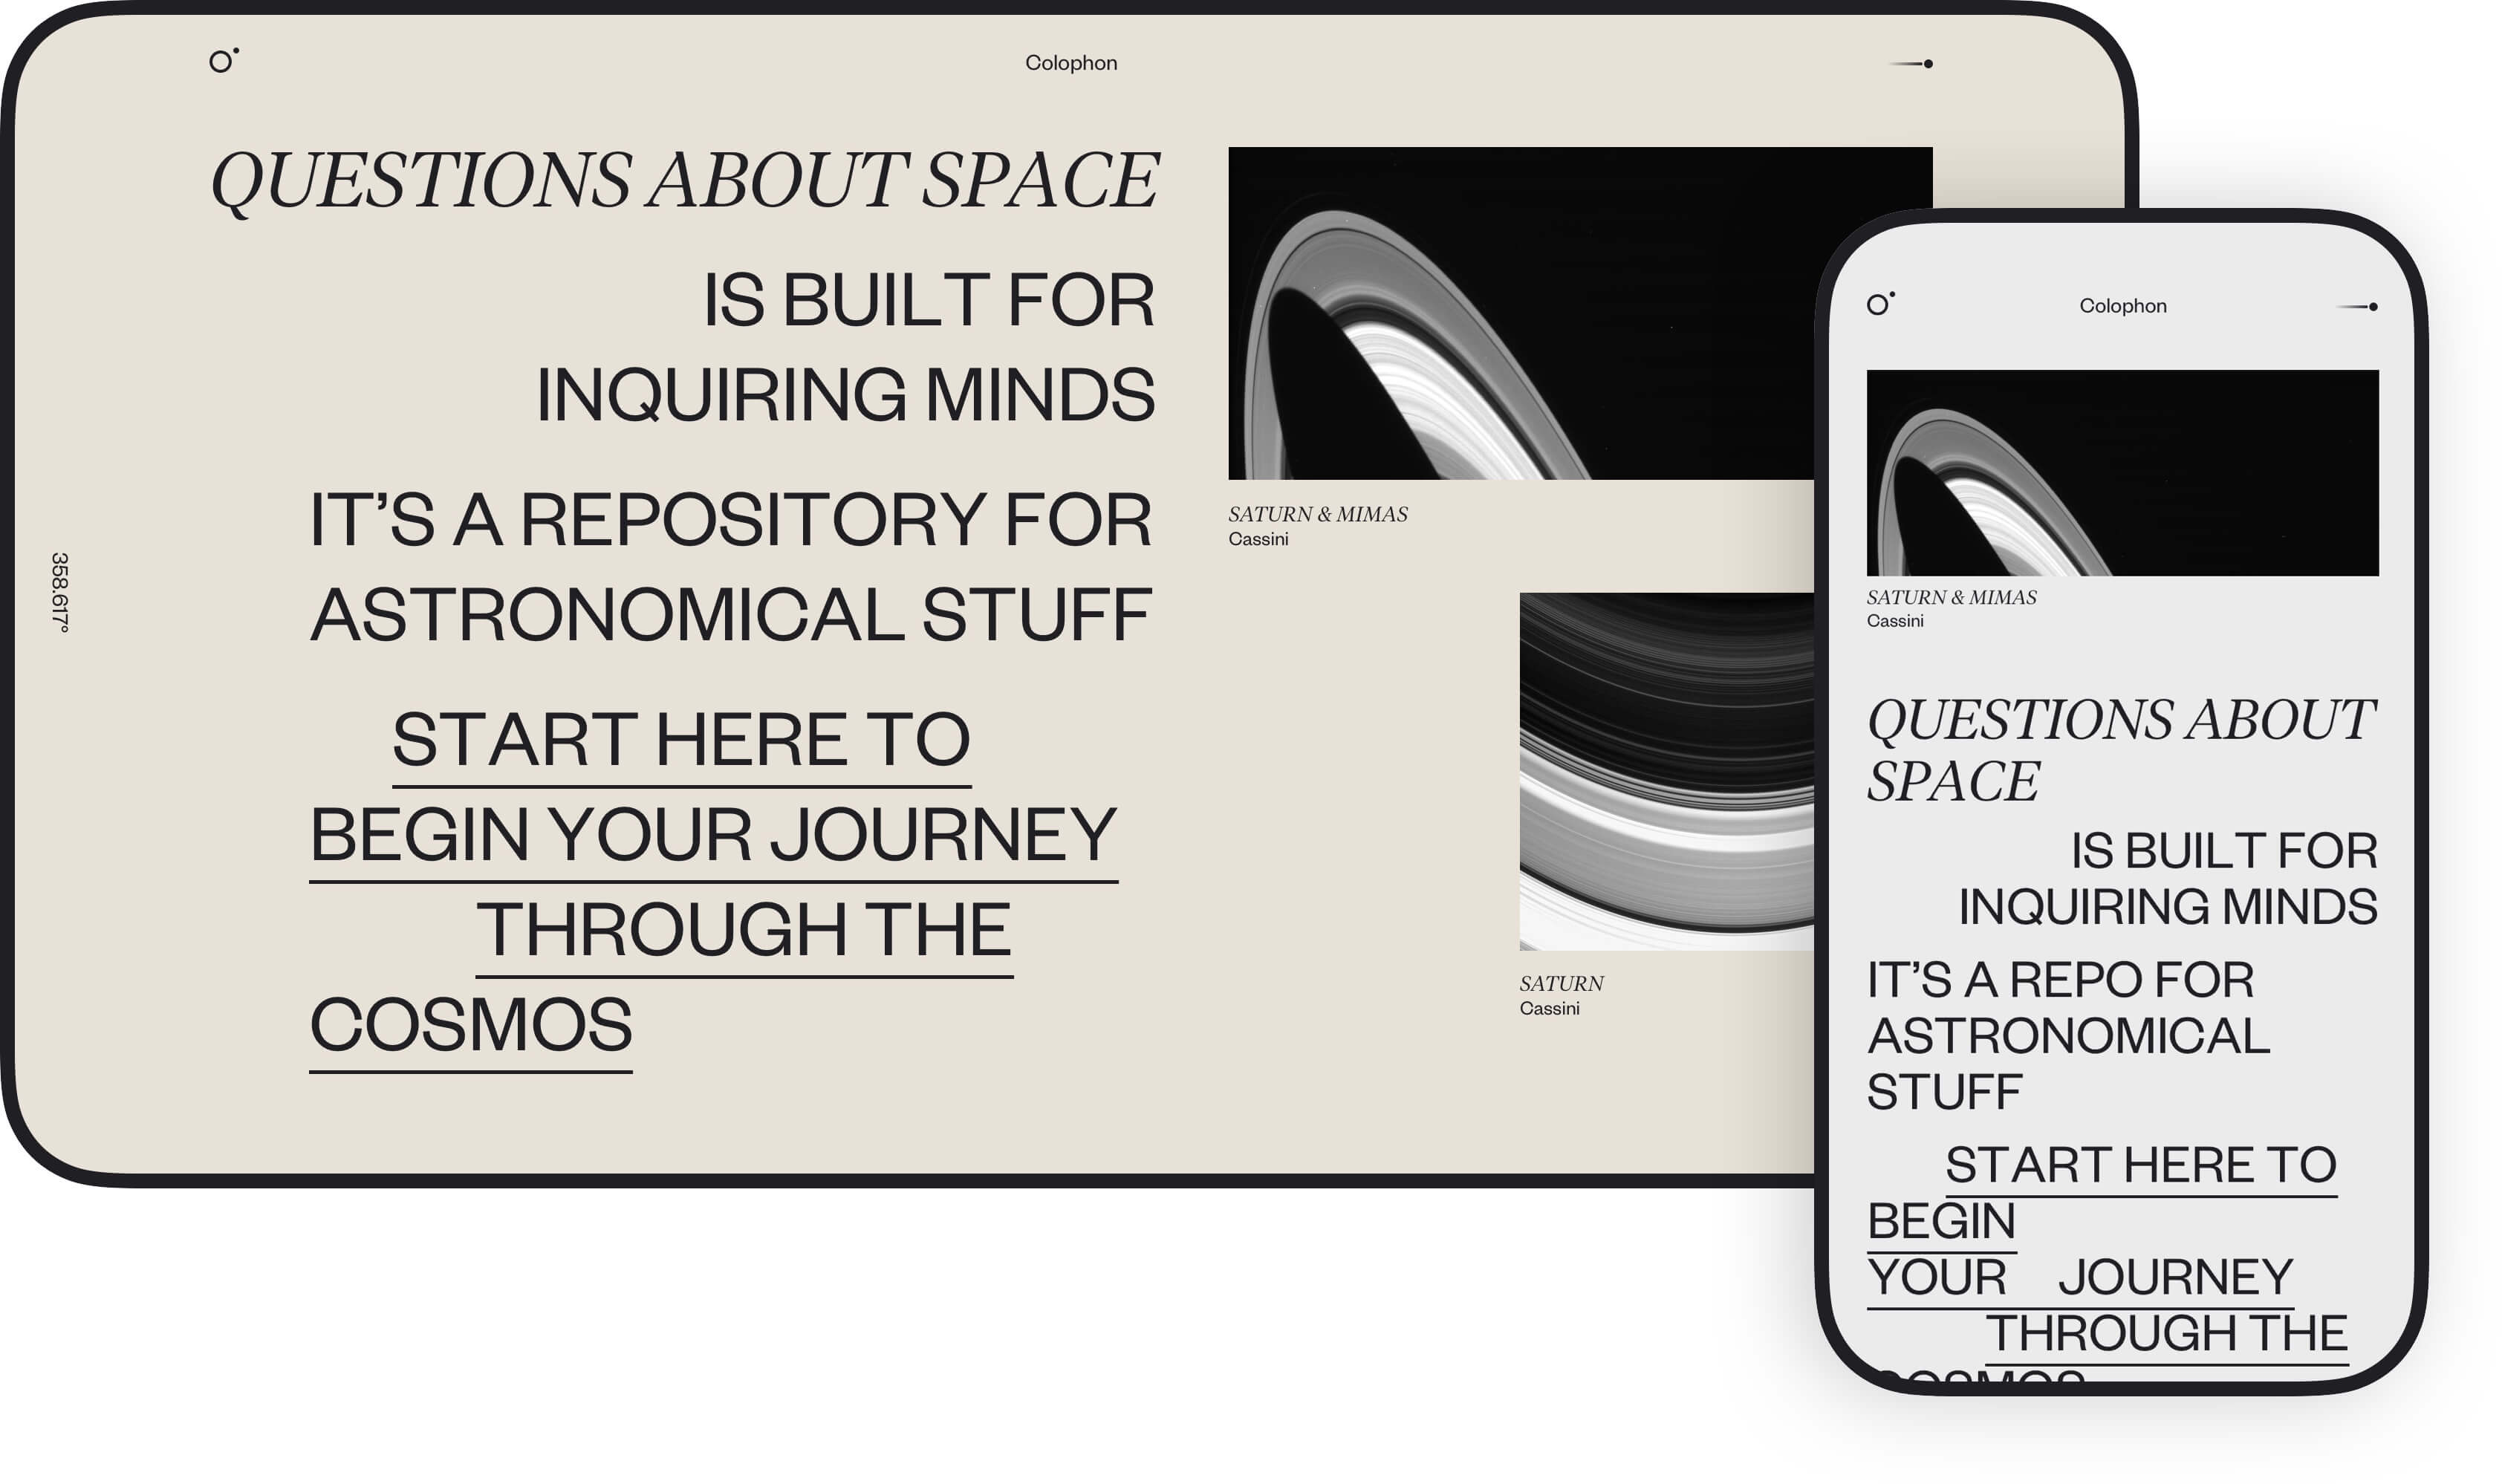 Colophon
QUESTIONS ABOUT SPACE
IS BUILT FOR
INQUIRING MINDS
IT’S A REPOSITORY FOR
ASTRONOMICAL STUFF
START HERE TO
BEGIN YOUR JOURNEY
THROUGH THE
COSMOS
358.617°
SATURN & MIMAS
Cassini
SATURN
Cassini
Colophon
SATURN & MIMAS
Cassini
QUESTIONS ABOUT
SPACE
IS BUILT FOR
INQUIRING MINDS
IT’S A REPO FOR
ASTRONOMICAL
STUFF
START HERE TO
BEGIN
YOUR JOURNEY
THROUGH THE
COSMOS